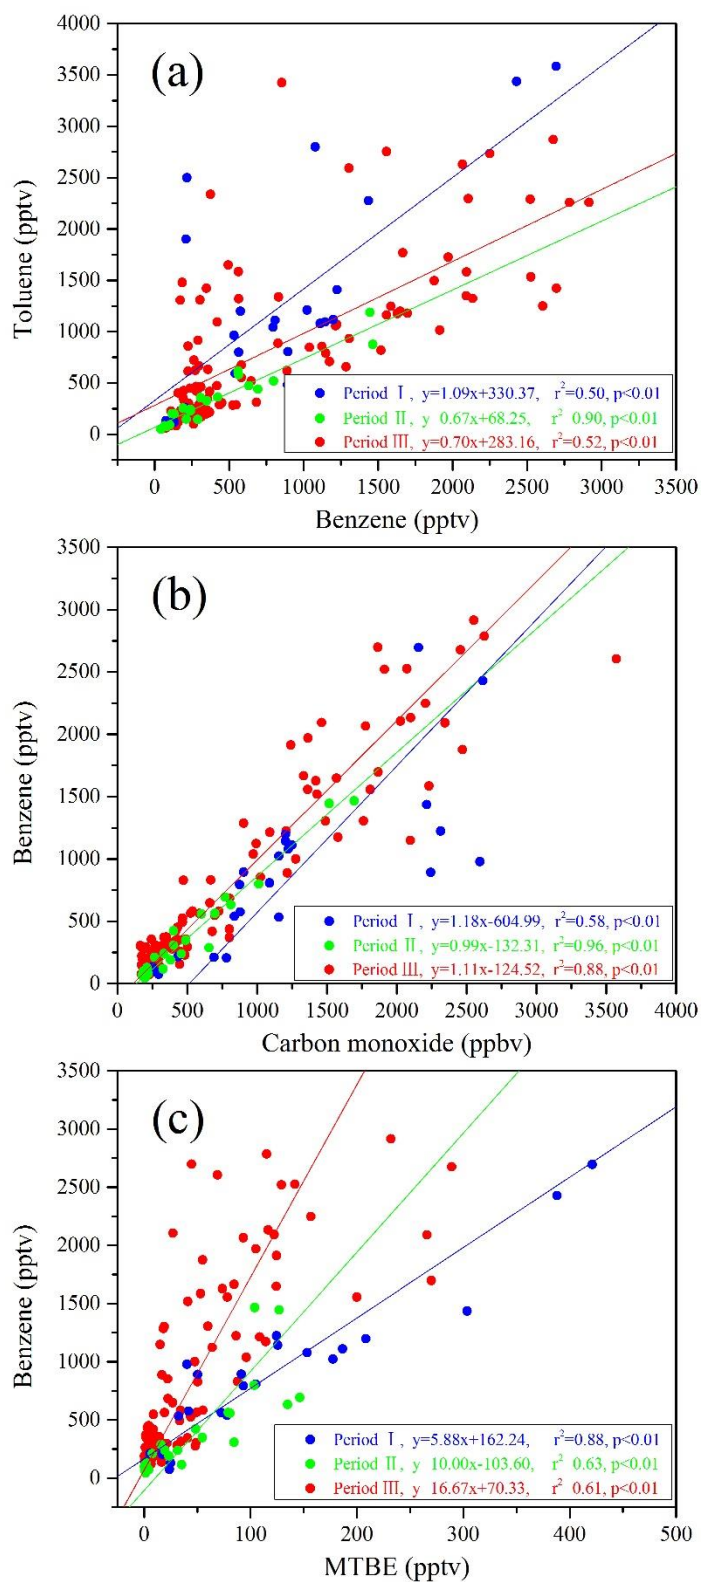 (a)
4000
3500
3000
2500
2000
1500
1000
500
0
Toluene (pptv)
Period Ⅰ, y=1.09x+330.37, r²=0.50, p<0.01
Period Ⅱ y 0.67x+68.25, r² 0.90, p<0.01
Period Ⅲ, y=0.70x+283.16, r²=0.52, p<0.01
0 500 1000 1500 2000 2500 3000 3500
Benzene (pptv)
(b)
3500
3000
2500
2000
1500
1000
500
0
Benzene (pptv)
Period Ⅰ, y=1.18x-604.99, r²=0.58, p<0.01
Period Ⅱ, y=0.99x-132.31, r²=0.96, p<0.01
Period Ⅲ, y=1.11x-124.52, r²=0.88, p<0.01
0 500 1000 1500 2000 2500 3000 3500 4000
Carbon monoxide (ppbv)
(c)
3500
3000
2500
2000
1500
1000
500
0
Benzene (pptv)
Period Ⅰ, y=5.88x+162.24, r²=0.88, p<0.01
Period Ⅱ y 10.00x-103.60, r² 0.63, p<0.01
Period Ⅲ, y 16.67x+70.33, r² 0.61, p<0.01
0 100 200 300 400 500
MTBE (pptv)